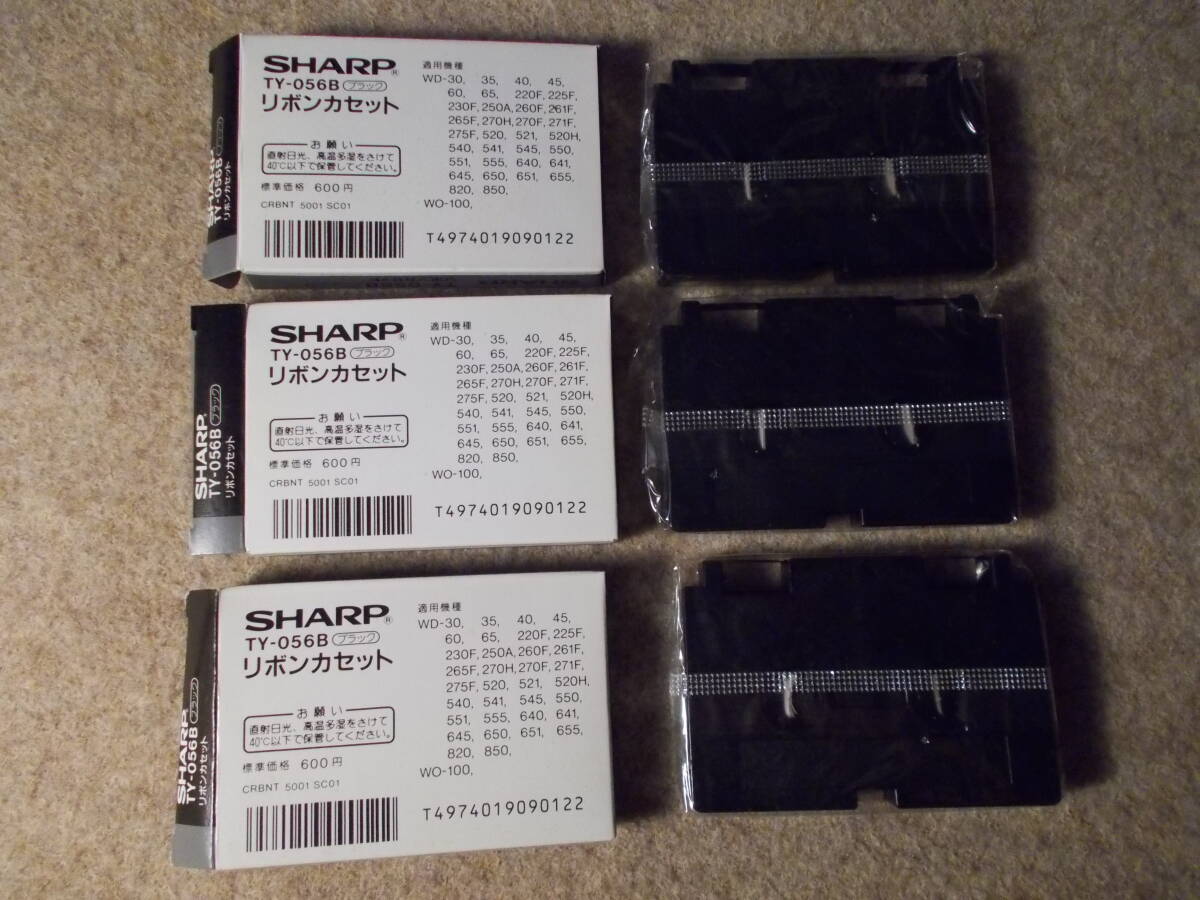 SHARP®
TY-056B ブラック
リボンカセット
お願い
直射日光、高温多湿をさけて
40℃以下で保管してください。
標準価格 600円
CRBNT 5001 SC01
適用機種
WD-30, 35, 40, 45,
60, 65, 220F, 225F,
230F, 250A, 260F, 261F,
265F, 270H, 270F, 271F,
275F, 520, 521, 520H,
540, 541, 545, 550,
551, 555, 640, 641,
645, 650, 651, 655,
820, 850,
WO-100,
T4974019090122
SHARP
TY-056B ブラック
リボンカセット
SHARP®
TY-056B ブラック
リボンカセット
お願い
直射日光、高温多湿をさけて
40℃以下で保管してください。
標準価格 600円
CRBNT 5001 SC01
適用機種
WD-30, 35, 40, 45,
60, 65, 220F, 225F,
230F, 250A, 260F, 261F,
265F, 270H, 270F, 271F,
275F, 520, 521, 520H,
540, 541, 545, 550,
551, 555, 640, 641,
645, 650, 651, 655,
820, 850,
WO-100,
T4974019090122
SHARP
TY-056B ブラック
リボンカセット
SHARP®
TY-056B ブラック
リボンカセット
お願い
直射日光、高温多湿をさけて
40℃以下で保管してください。
標準価格 600円
CRBNT 5001 SC01
適用機種
WD-30, 35, 40, 45,
60, 65, 220F, 225F,
230F, 250A, 260F, 261F,
265F, 270H, 270F, 271F,
275F, 520, 521, 520H,
540, 541, 545, 550,
551, 555, 640, 641,
645, 650, 651, 655,
820, 850,
WO-100,
T4974019090122
SHARP
TY-056B ブラック
リボンカセット